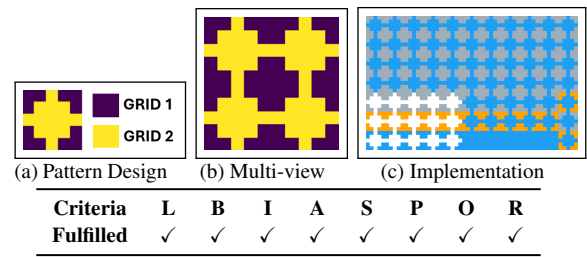 GRID 1
GRID 2
(a) Pattern Design (b) Multi-view (c) Implementation
Criteria L B I A S P O R
Fulfilled ✓ ✓ ✓ ✓ ✓ ✓ ✓ ✓